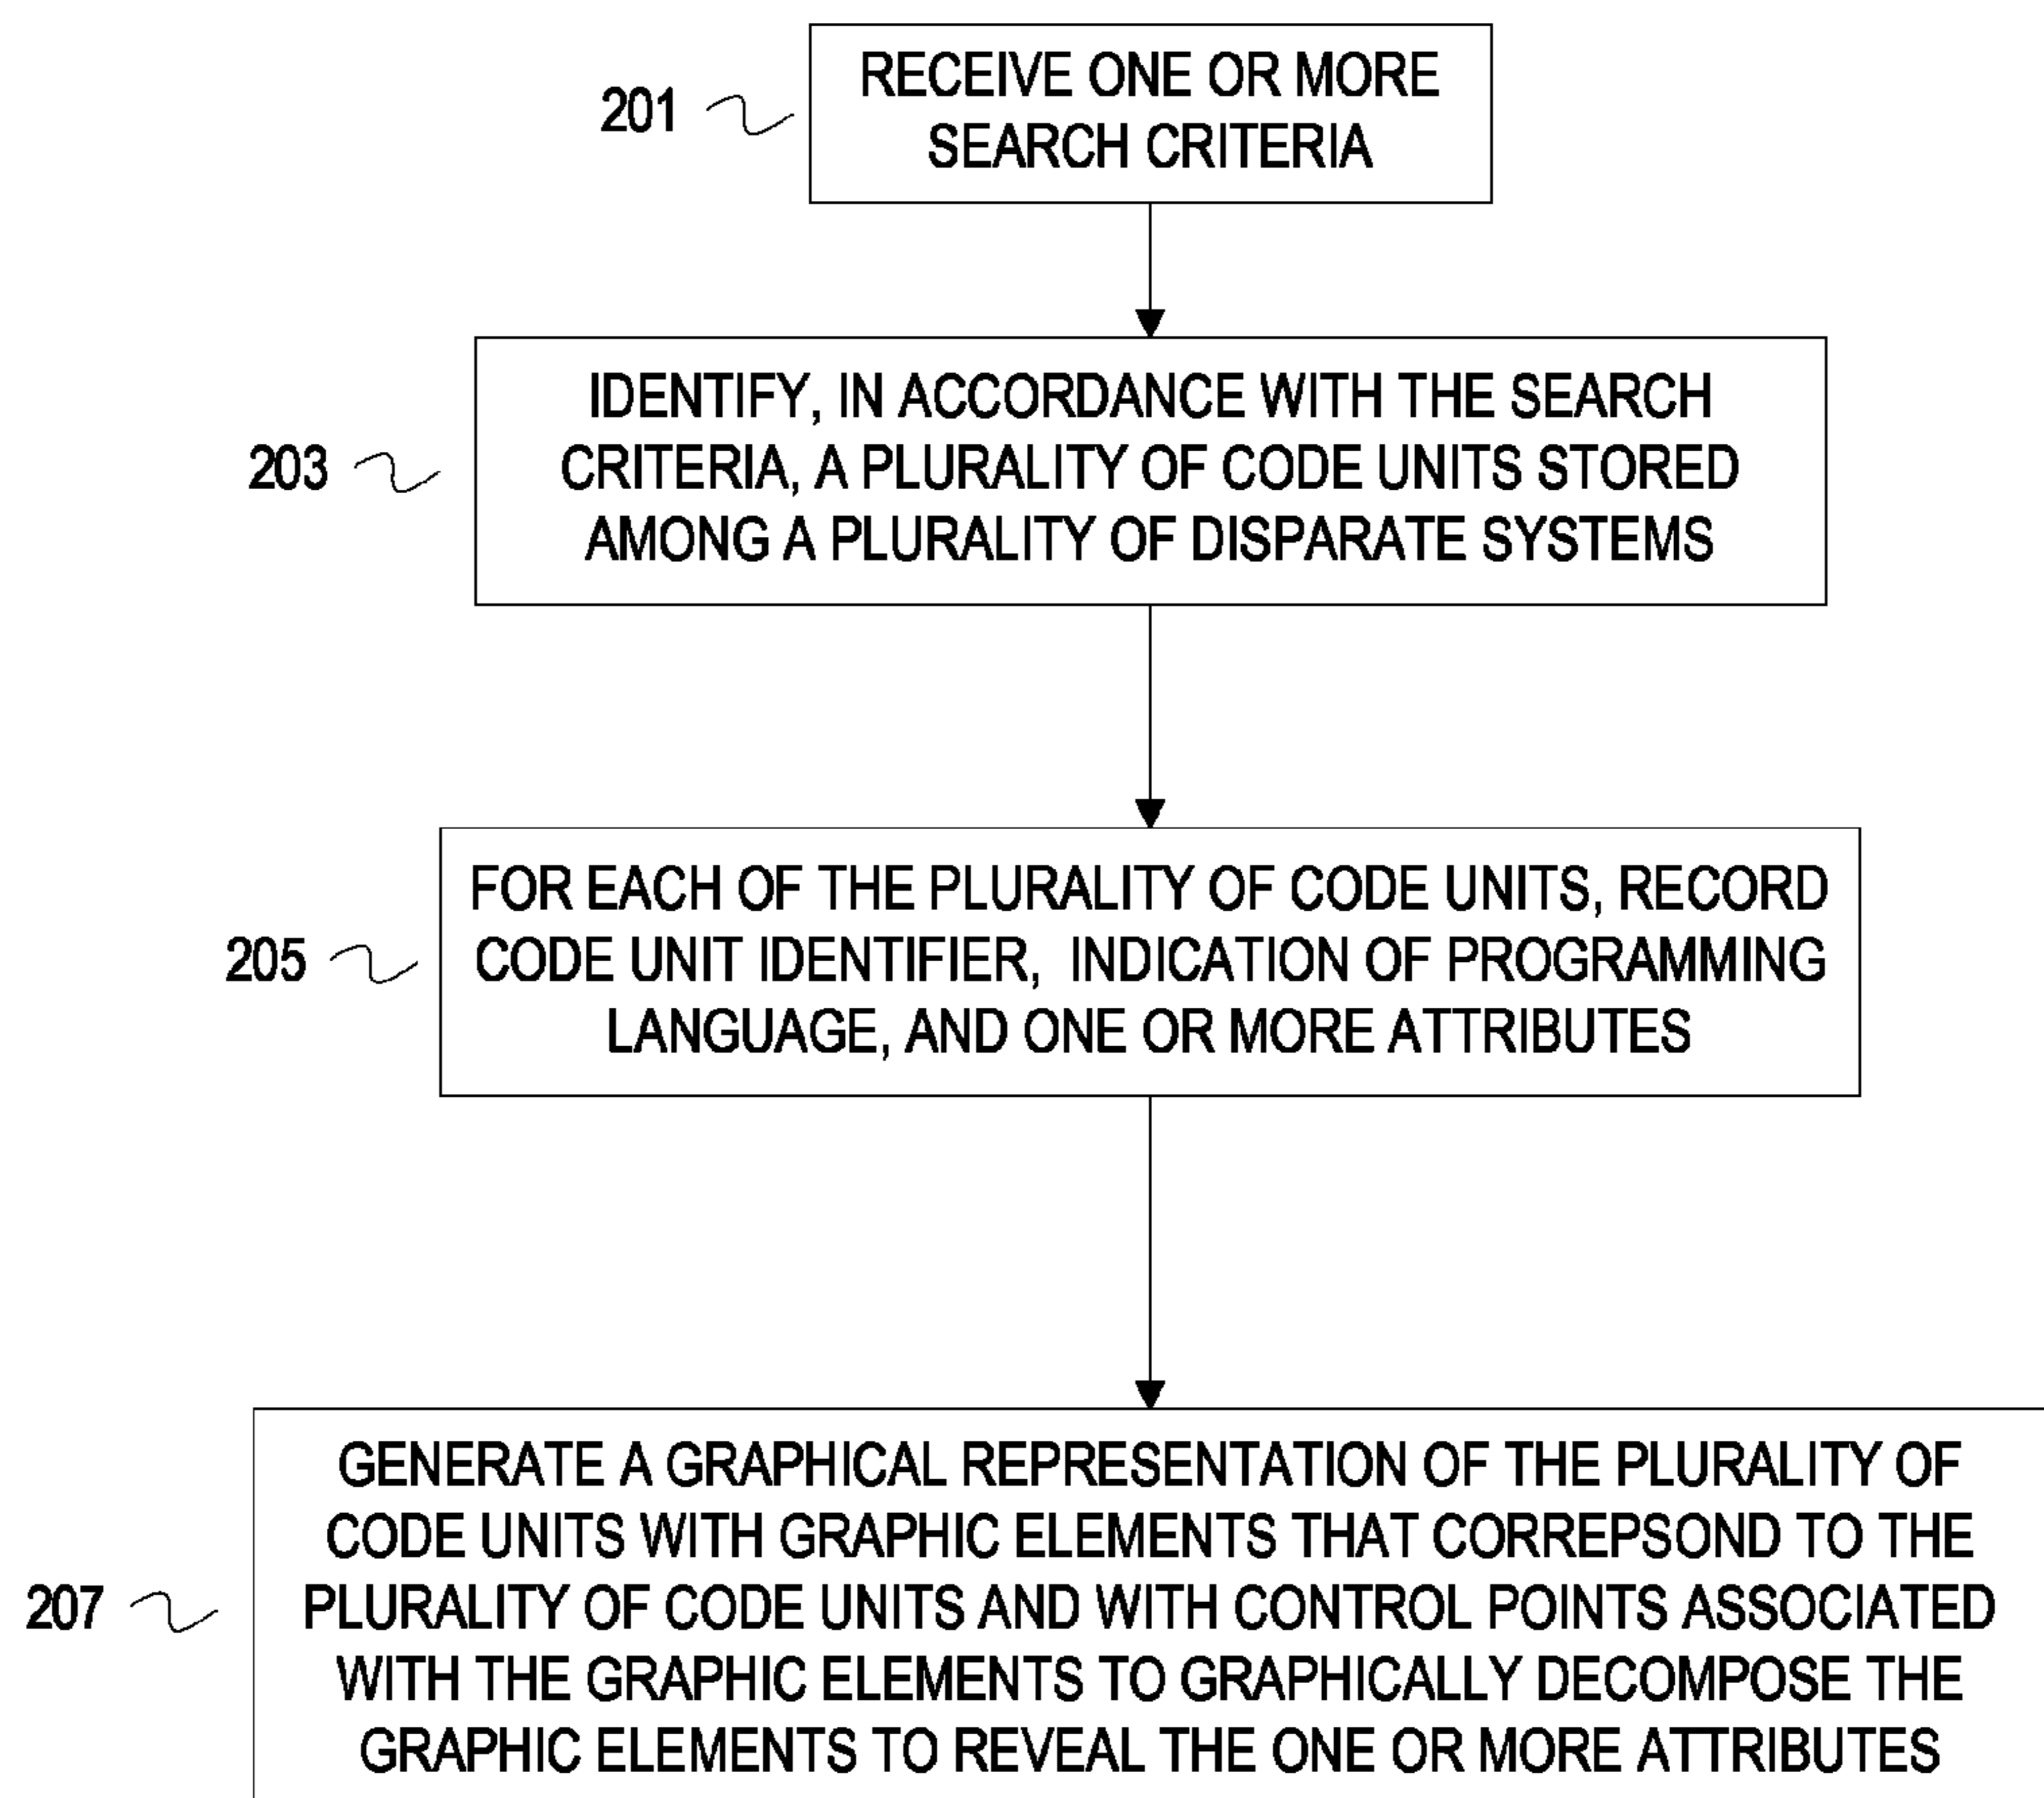 RECEIVE ONE OR MORE
SEARCH CRITERIA
201
IDENTIFY, IN ACCORDANCE WITH THE SEARCH
CRITERIA, A PLURALITY OF CODE UNITS STORED
AMONG A PLURALITY OF DISPARATE SYSTEMS
203
FOR EACH OF THE PLURALITY OF CODE UNITS, RECORD
CODE UNIT IDENTIFIER, INDICATION OF PROGRAMMING
LANGUAGE, AND ONE OR MORE ATTRIBUTES
205
GENERATE A GRAPHICAL REPRESENTATION OF THE PLURALITY OF
CODE UNITS WITH GRAPHIC ELEMENTS THAT CORREPSOND TO THE
PLURALITY OF CODE UNITS AND WITH CONTROL POINTS ASSOCIATED
WITH THE GRAPHIC ELEMENTS TO GRAPHICALLY DECOMPOSE THE
GRAPHIC ELEMENTS TO REVEAL THE ONE OR MORE ATTRIBUTES
207